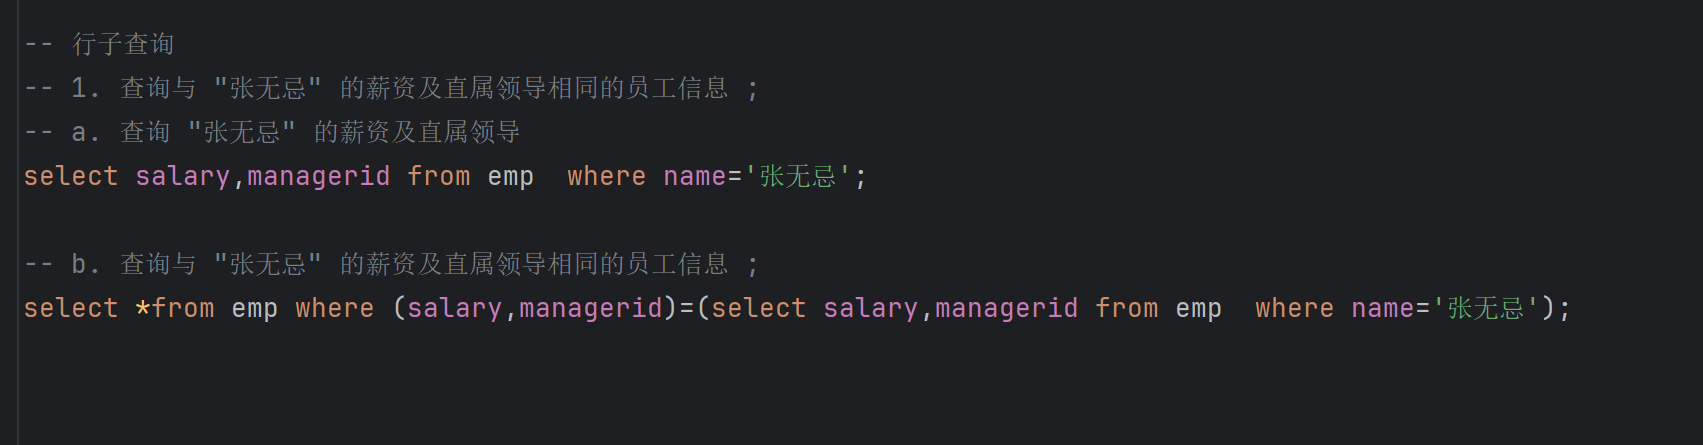 -- 行子查询
-- 1. 查询与 "张无忌" 的薪资及直属领导相同的员工信息 ;
-- a. 查询 "张无忌" 的薪资及直属领导
select salary,managerid from emp  where name='张无忌';
-- b. 查询与 "张无忌" 的薪资及直属领导相同的员工信息 ;
select *from emp where (salary,managerid)=(select salary,managerid from emp  where name='张无忌');